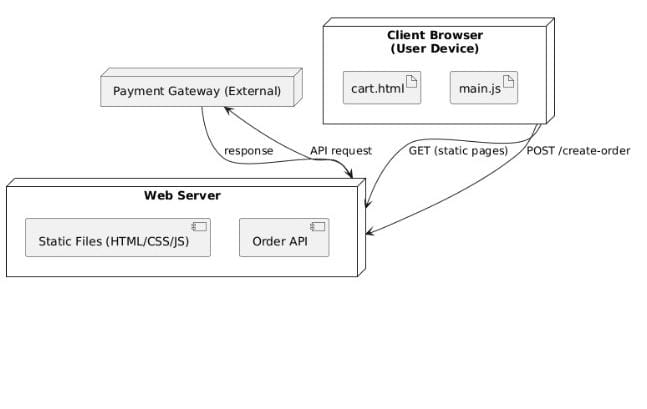 Client Browser
(User Device)
cart.html
main.js
Payment Gateway (External)
response
API request
GET (static pages)
POST /create-order
Web Server
Static Files (HTML/CSS/JS)
Order API